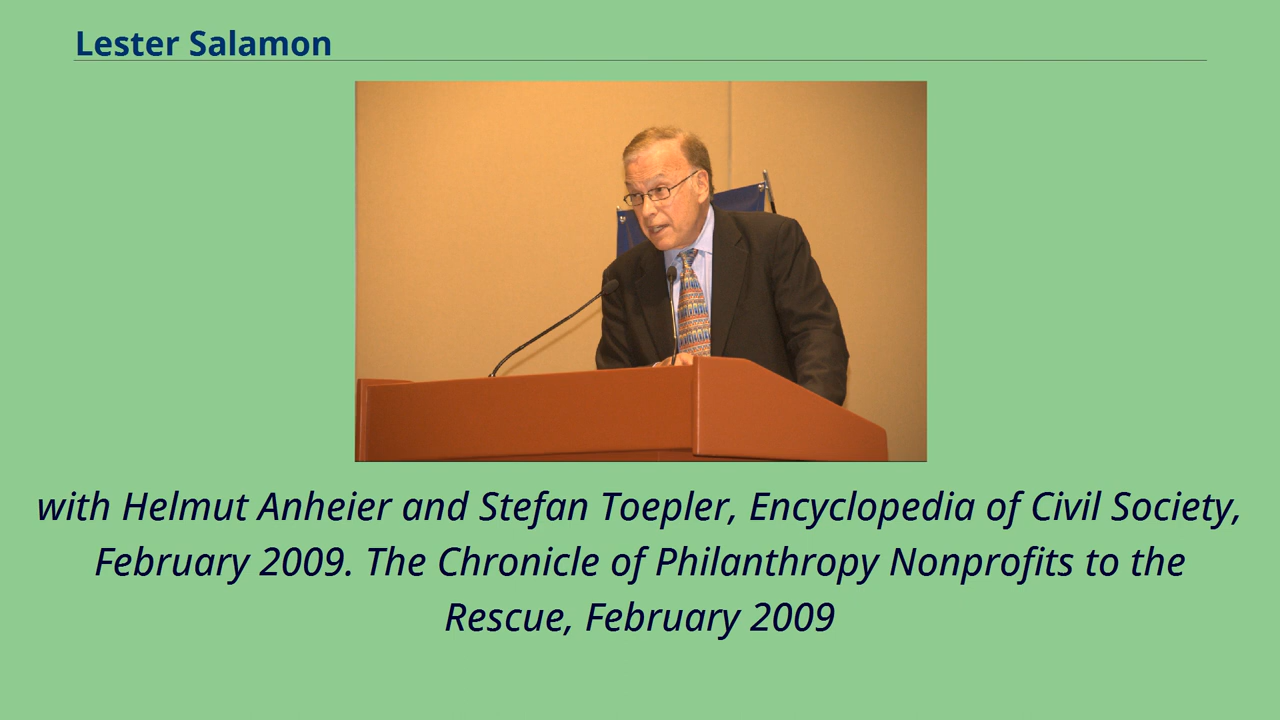 Lester Salamon
with Helmut Anheier and Stefan Toepler, Encyclopedia of Civil Society,
February 2009. The Chronicle of Philanthropy Nonprofits to the
Rescue, February 2009